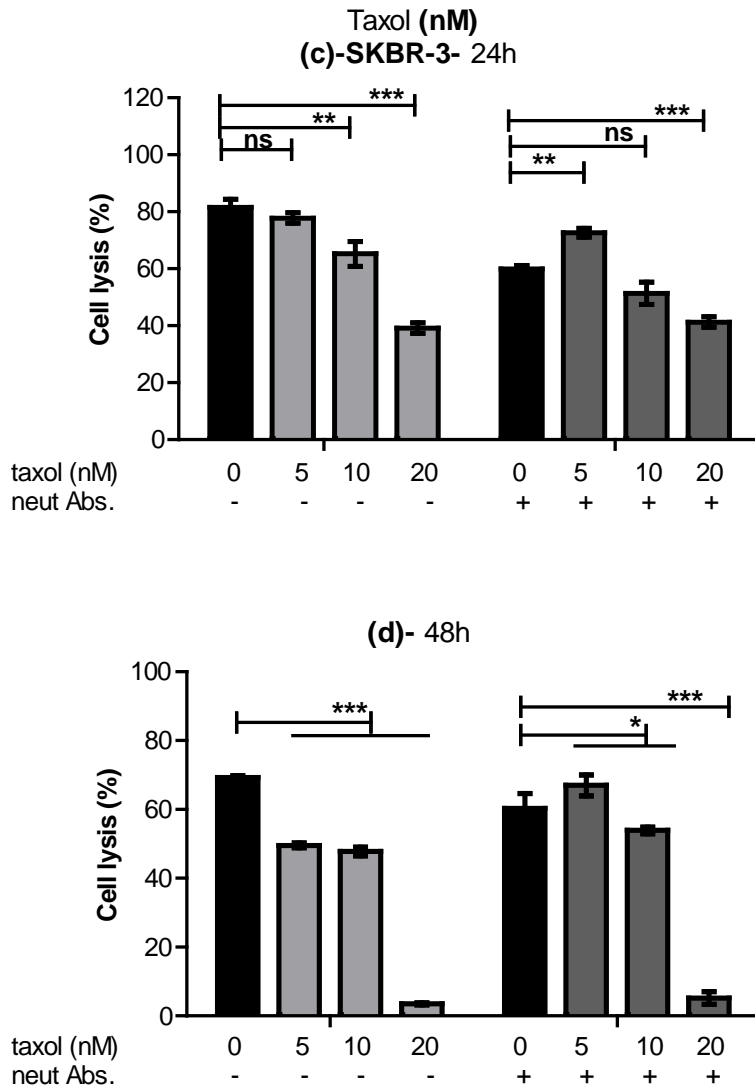 Taxol (nM)
(c)-SKBR-3- 24h
120
100
80
60
40
20
0
Cell lysis (%)
***
**
ns
***
ns
**
taxol (nM) 0 5 10 20 0 5 10 20
neut Abs. - - - - + + + +
(d)- 48h
100
80
60
40
20
0
Cell lysis (%)
***
***
*
taxol (nM) 0 5 10 20 0 5 10 20
neut Abs. - - - - + + + +